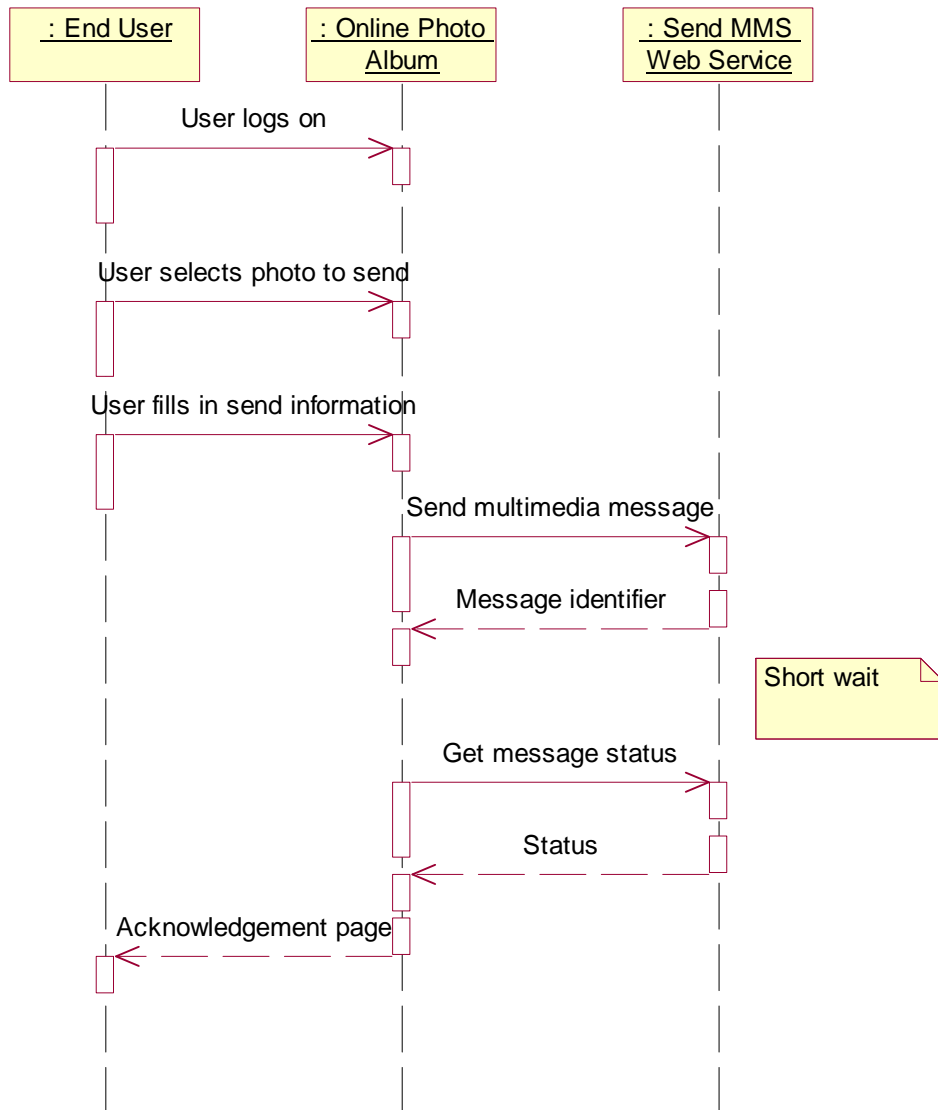 : End User
: Online Photo
Album
: Send MMS
Web Service
User logs on
User selects photo to send
User fills in send information
Send multimedia message
Message identifier
Short wait
Get message status
Status
Acknowledgement page